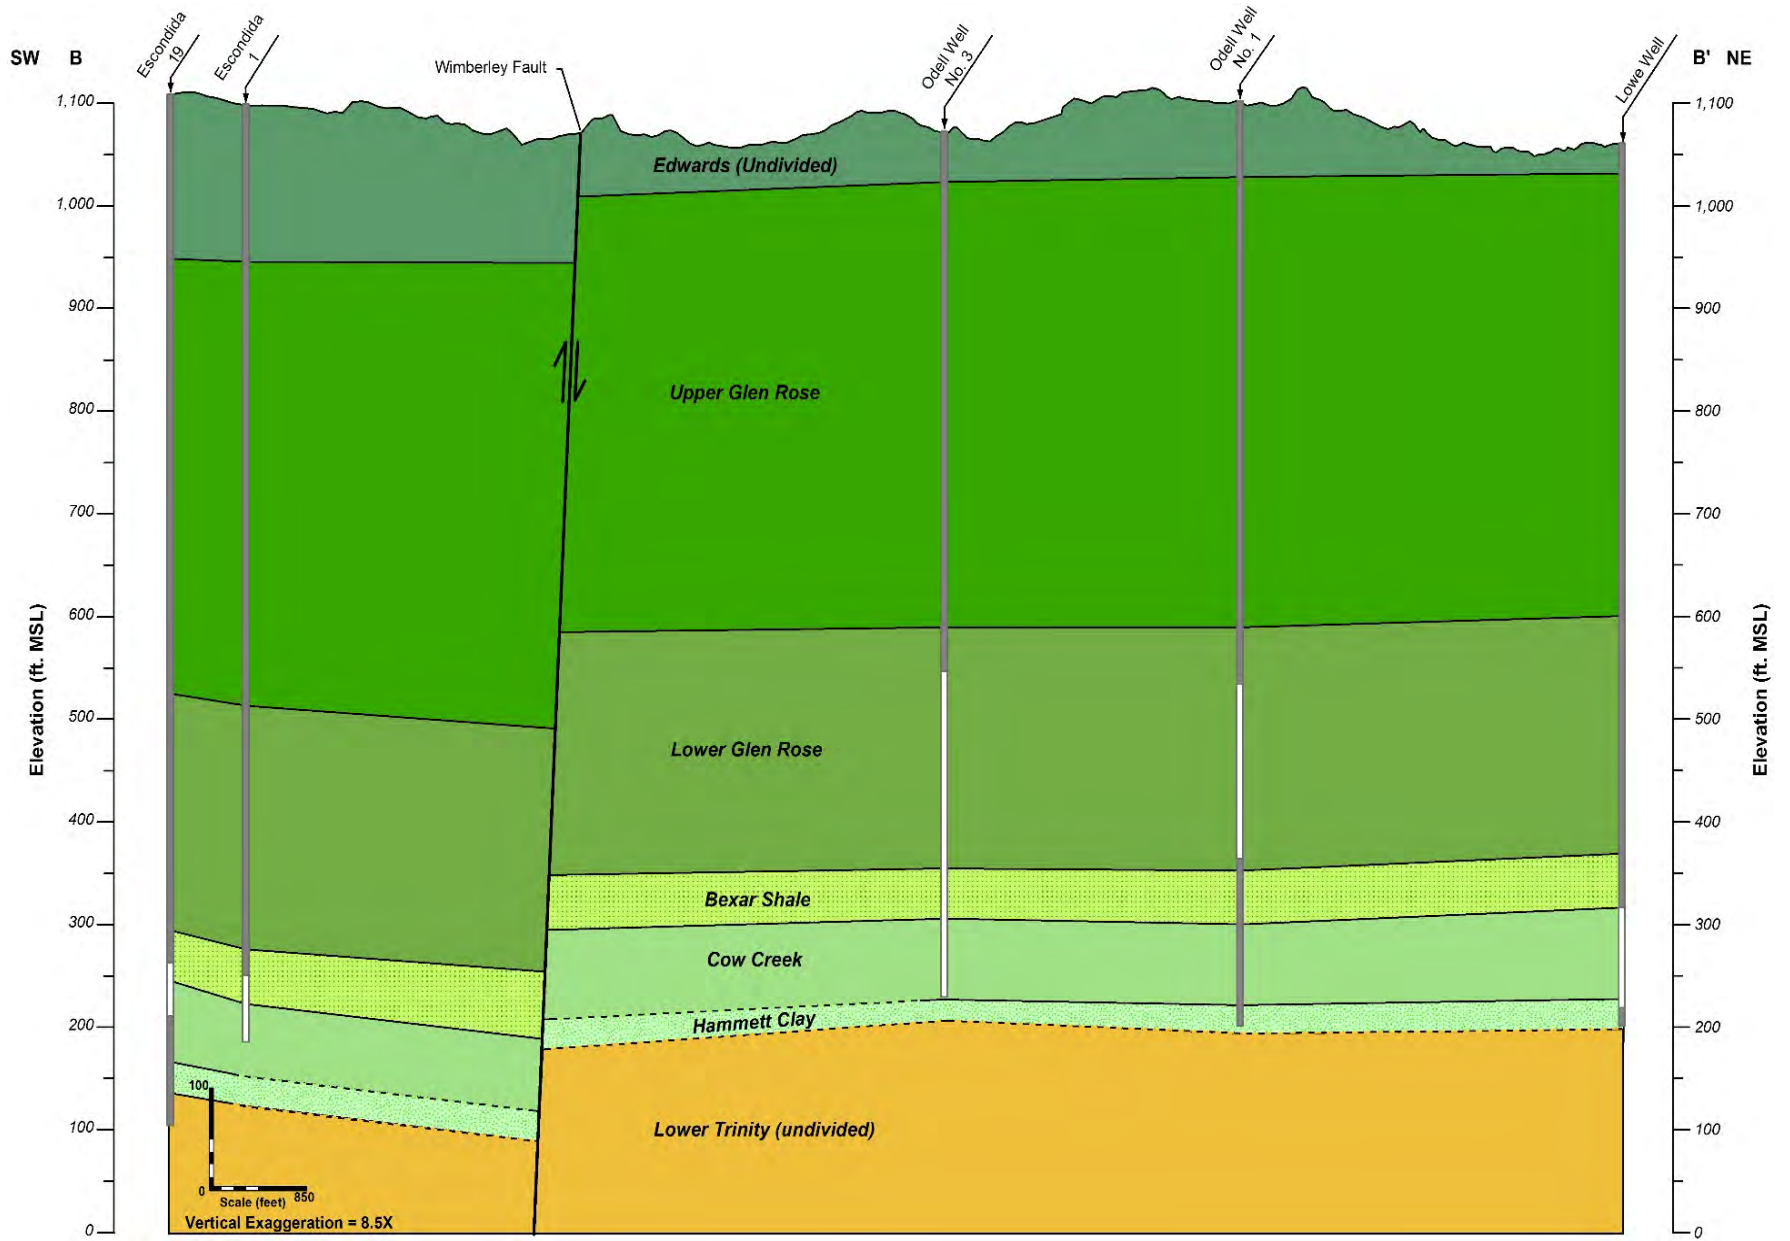 SW B
Escondida
19
Escondida
1
Wimberley Fault
Odell Well
No. 3
Odell Well
No. 1
Lowe Well
B' NE
1,100
1,000
900
800
700
600
500
400
300
200
100
0
Elevation (ft. MSL)
Edwards (Undivided)
Upper Glen Rose
Lower Glen Rose
Bexar Shale
Cow Creek
Hammett Clay
Lower Trinity (undivided)
100
0
Scale (feet) 850
Vertical Exaggeration = 8.5X
1,100
1,000
900
800
700
600
500
400
300
200
100
0
Elevation (ft. MSL)